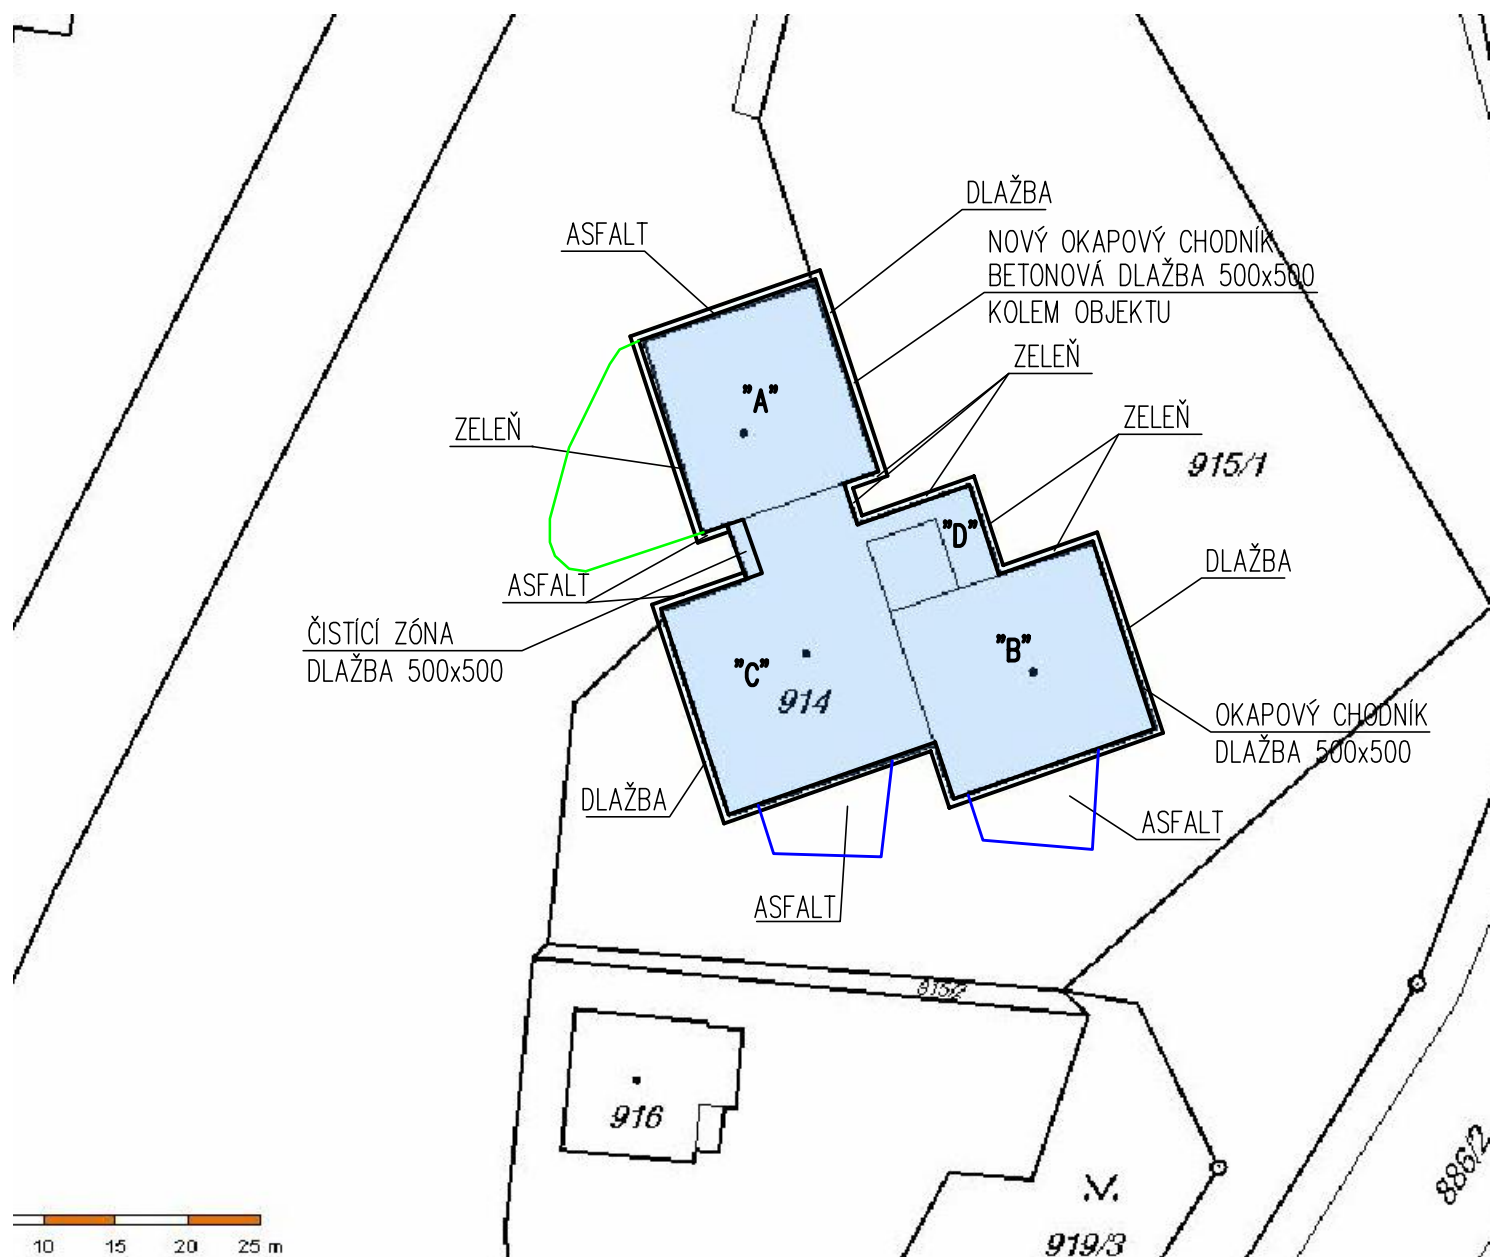 DLAŽBA
ASFALT
NOVÝ OKAPOVÝ CHODNÍK
BETONOVÁ DLAŽBA 500x500
KOLEM OBJEKTU
ZELEŇ
"A"
ZELEŇ
ZELEŇ
915/1
"D"
DLAŽBA
ASFALT
ČISTÍCÍ ZÓNA
DLAŽBA 500x500
"B"
"C"
914
OKAPOVÝ CHODNÍK
DLAŽBA 500x500
DLAŽBA
ASFALT
ASFALT
915/2
916
886/2
919/3
10 15 20 25 m